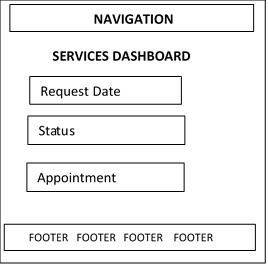 NAVIGATION
SERVICES DASHBOARD
Request Date
Status
Appointment
FOOTER FOOTER FOOTER FOOTER